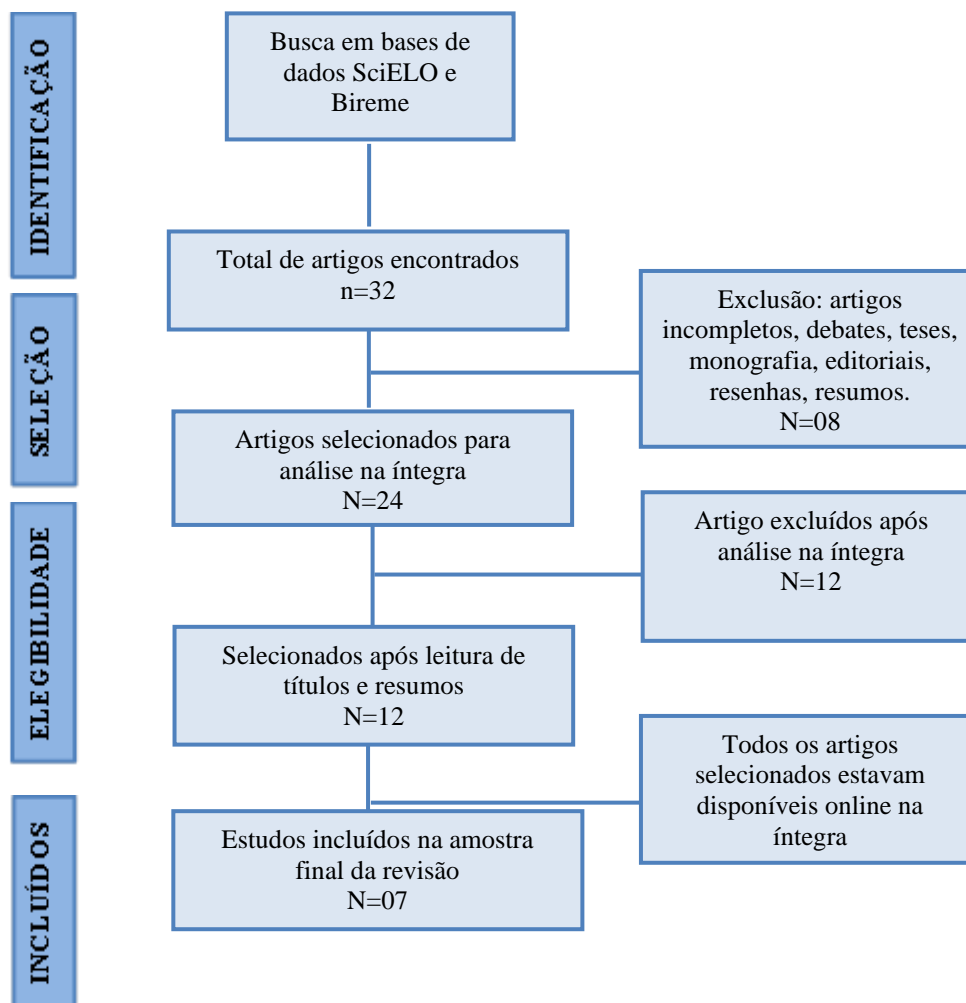 IDENTIFICAÇÃO
Busca em bases de
dados SciELO e
Bireme
Total de artigos encontrados
n=32
SELEÇÃO
Exclusão: artigos
incompletos, debates, teses,
monografia, editoriais,
resenhas, resumos.
N=08
Artigos selecionados para
análise na íntegra
N=24
ELEGIBILIDADE
Artigo excluídos após
análise na íntegra
N=12
Selecionados após leitura de
títulos e resumos
N=12
Todos os artigos
selecionados estavam
disponíveis online na
íntegra
INCLUÍDOS
Estudos incluídos na amostra
final da revisão
N=07